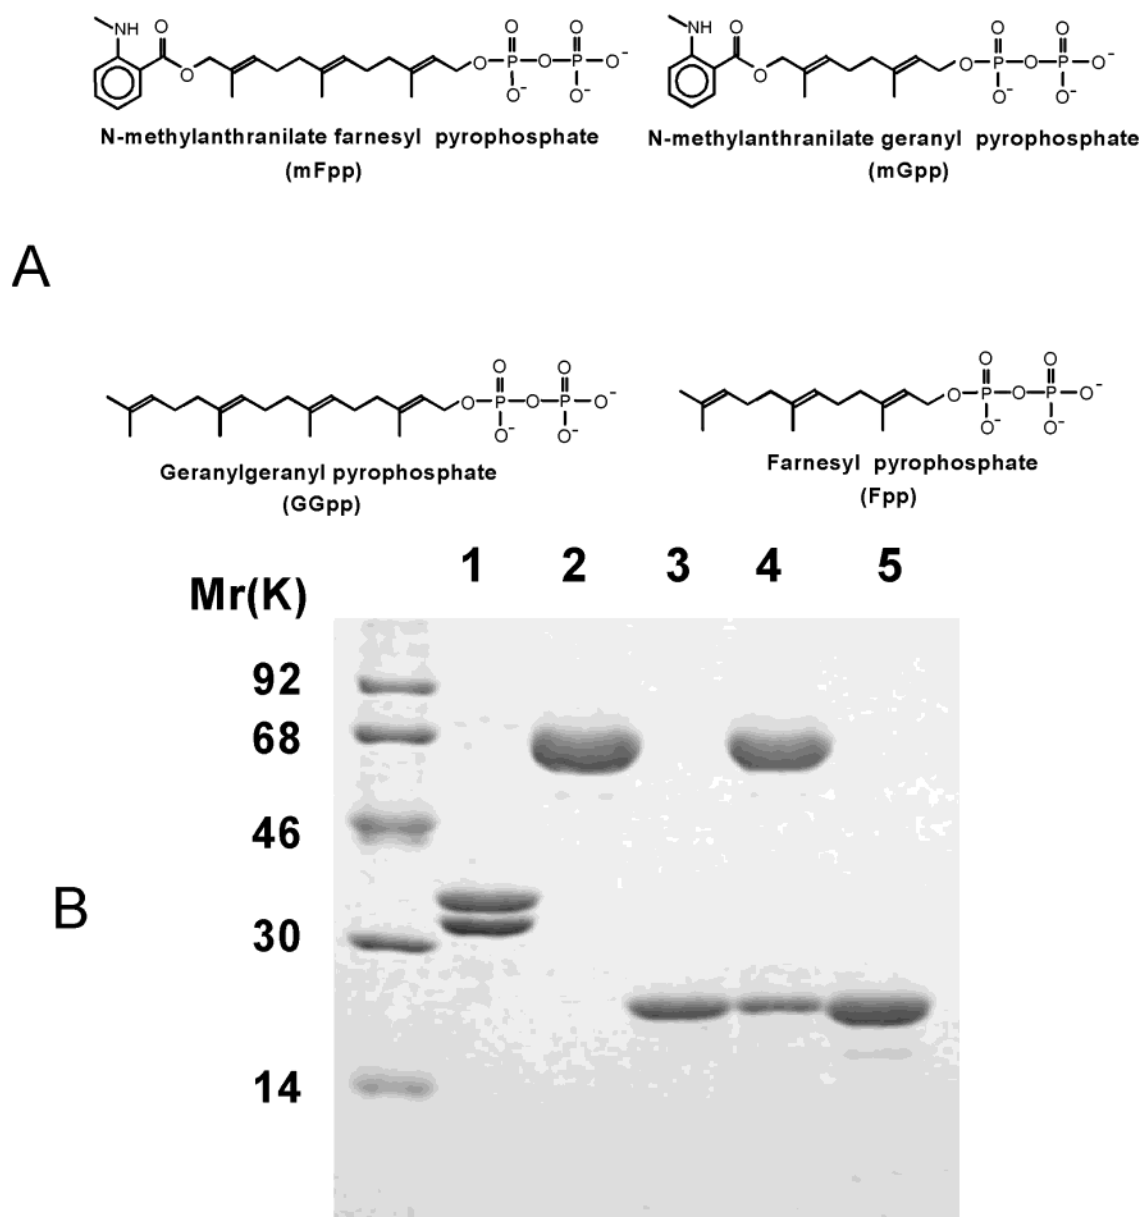 NH
O
O
O
O
O
P
O
P
O-
O-
O-
N-methylanthranilate farnesyl pyrophosphate
(mFpp)
NH
O
O
O
O
O
P
O
P
O-
O-
O-
N-methylanthranilate geranyl pyrophosphate
(mGpp)
A
O
O
O
P
O
P
O-
O-
O-
Geranylgeranyl pyrophosphate
(GGpp)
O
O
O
P
O
P
O-
O-
O-
Farnesyl pyrophosphate
(Fpp)
1 2 3 4 5
Mr(K)
92
68
46
B
30
14